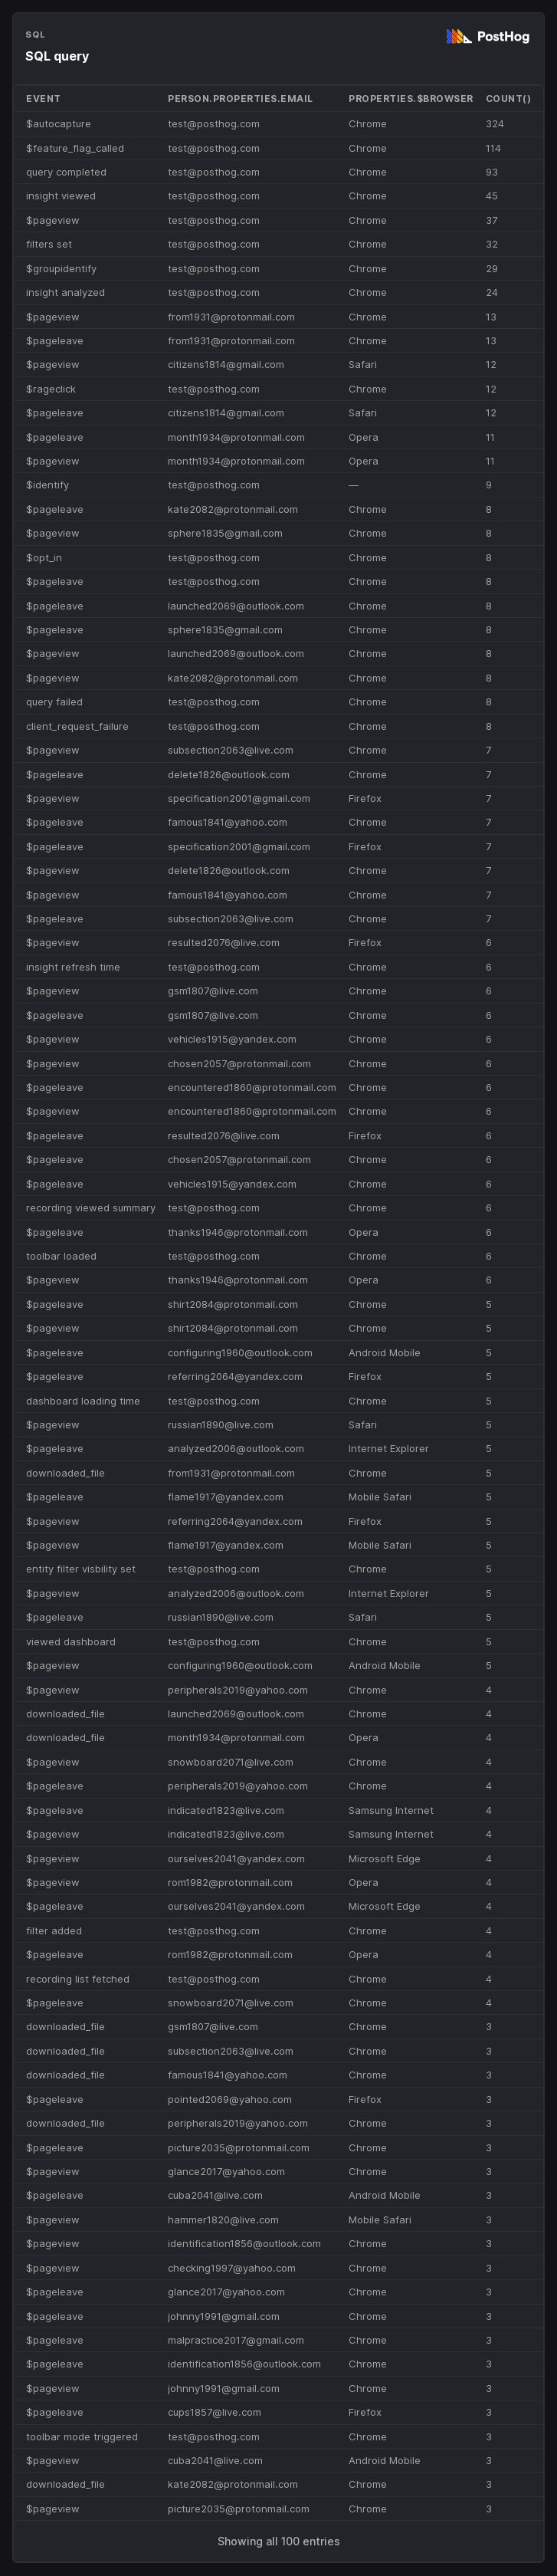 SQL
PostHog
SQL query
EVENT PERSON.PROPERTIES.EMAIL PROPERTIES.$BROWSER COUNT()
$autocapture test@posthog.com Chrome 324
$feature_flag_called test@posthog.com Chrome 114
query completed test@posthog.com Chrome 93
insight viewed test@posthog.com Chrome 45
$pageview test@posthog.com Chrome 37
filters set test@posthog.com Chrome 32
$groupidentify test@posthog.com Chrome 29
insight analyzed test@posthog.com Chrome 24
$pageview from1931@protonmail.com Chrome 13
$pageleave from1931@protonmail.com Chrome 13
$pageview citizens1814@gmail.com Safari 12
$rageclick test@posthog.com Chrome 12
$pageleave citizens1814@gmail.com Safari 12
$pageleave month1934@protonmail.com Opera 11
$pageview month1934@protonmail.com Opera 11
$identify test@posthog.com — 9
$pageleave kate2082@protonmail.com Chrome 8
$pageview sphere1835@gmail.com Chrome 8
$opt_in test@posthog.com Chrome 8
$pageleave test@posthog.com Chrome 8
$pageleave launched2069@outlook.com Chrome 8
$pageleave sphere1835@gmail.com Chrome 8
$pageview launched2069@outlook.com Chrome 8
$pageview kate2082@protonmail.com Chrome 8
query failed test@posthog.com Chrome 8
client_request_failure test@posthog.com Chrome 8
$pageview subsection2063@live.com Chrome 7
$pageleave delete1826@outlook.com Chrome 7
$pageview specification2001@gmail.com Firefox 7
$pageleave famous1841@yahoo.com Chrome 7
$pageleave specification2001@gmail.com Firefox 7
$pageview delete1826@outlook.com Chrome 7
$pageview famous1841@yahoo.com Chrome 7
$pageleave subsection2063@live.com Chrome 7
$pageview resulted2076@live.com Firefox 6
insight refresh time test@posthog.com Chrome 6
$pageview gsm1807@live.com Chrome 6
$pageleave gsm1807@live.com Chrome 6
$pageview vehicles1915@yandex.com Chrome 6
$pageview chosen2057@protonmail.com Chrome 6
$pageleave encountered1860@protonmail.com Chrome 6
$pageview encountered1860@protonmail.com Chrome 6
$pageleave resulted2076@live.com Firefox 6
$pageleave chosen2057@protonmail.com Chrome 6
$pageleave vehicles1915@yandex.com Chrome 6
recording viewed summary test@posthog.com Chrome 6
$pageleave thanks1946@protonmail.com Opera 6
toolbar loaded test@posthog.com Chrome 6
$pageview thanks1946@protonmail.com Opera 6
$pageleave shirt2084@protonmail.com Chrome 5
$pageview shirt2084@protonmail.com Chrome 5
$pageleave configuring1960@outlook.com Android Mobile 5
$pageleave referring2064@yandex.com Firefox 5
dashboard loading time test@posthog.com Chrome 5
$pageview russian1890@live.com Safari 5
$pageleave analyzed2006@outlook.com Internet Explorer 5
downloaded_file from1931@protonmail.com Chrome 5
$pageleave flame1917@yandex.com Mobile Safari 5
$pageview referring2064@yandex.com Firefox 5
$pageview flame1917@yandex.com Mobile Safari 5
entity filter visbility set test@posthog.com Chrome 5
$pageview analyzed2006@outlook.com Internet Explorer 5
$pageleave russian1890@live.com Safari 5
viewed dashboard test@posthog.com Chrome 5
$pageview configuring1960@outlook.com Android Mobile 5
$pageview peripherals2019@yahoo.com Chrome 4
downloaded_file launched2069@outlook.com Chrome 4
downloaded_file month1934@protonmail.com Opera 4
$pageview snowboard2071@live.com Chrome 4
$pageleave peripherals2019@yahoo.com Chrome 4
$pageleave indicated1823@live.com Samsung Internet 4
$pageview indicated1823@live.com Samsung Internet 4
$pageview ourselves2041@yandex.com Microsoft Edge 4
$pageview rom1982@protonmail.com Opera 4
$pageleave ourselves2041@yandex.com Microsoft Edge 4
filter added test@posthog.com Chrome 4
$pageleave rom1982@protonmail.com Opera 4
recording list fetched test@posthog.com Chrome 4
$pageleave snowboard2071@live.com Chrome 4
downloaded_file gsm1807@live.com Chrome 3
downloaded_file subsection2063@live.com Chrome 3
downloaded_file famous1841@yahoo.com Chrome 3
$pageleave pointed2069@yahoo.com Firefox 3
downloaded_file peripherals2019@yahoo.com Chrome 3
$pageleave picture2035@protonmail.com Chrome 3
$pageview glance2017@yahoo.com Chrome 3
$pageleave cuba2041@live.com Android Mobile 3
$pageview hammer1820@live.com Mobile Safari 3
$pageview identification1856@outlook.com Chrome 3
$pageview checking1997@yahoo.com Chrome 3
$pageleave glance2017@yahoo.com Chrome 3
$pageleave johnny1991@gmail.com Chrome 3
$pageleave malpractice2017@gmail.com Chrome 3
$pageleave identification1856@outlook.com Chrome 3
$pageview johnny1991@gmail.com Chrome 3
$pageleave cups1857@live.com Firefox 3
toolbar mode triggered test@posthog.com Chrome 3
$pageview cuba2041@live.com Android Mobile 3
downloaded_file kate2082@protonmail.com Chrome 3
$pageview picture2035@protonmail.com Chrome 3
Showing all 100 entries